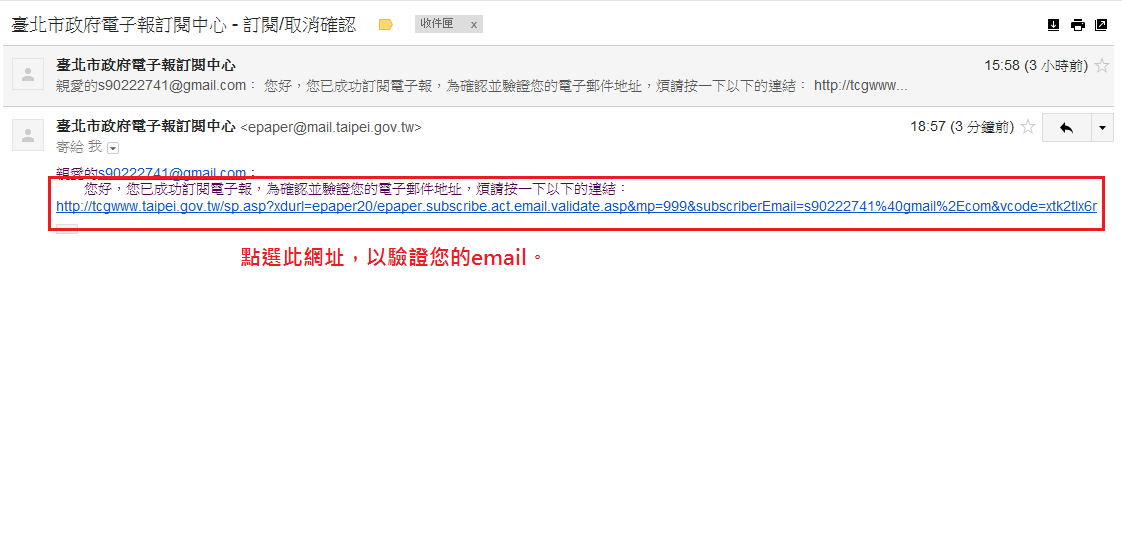 臺北市政府電子報訂閱中心 - 訂閱/取消確認 收件匣 x
臺北市政府電子報訂閱中心 15:58 (3 小時前)
親愛的s90222741@gmail.com： 您好，您已成功訂閱電子報，為確認並驗證您的電子郵件地址，煩請按一下以下的連結： http://tcgwww...
臺北市政府電子報訂閱中心 <epaper@mail.taipei.gov.tw> 18:57 (3 分鐘前)
寄給 我
親愛的s90222741@gmail.com：
您好，您已成功訂閱電子報，為確認並驗證您的電子郵件地址，煩請按一下以下的連結：
http://tcgwww.taipei.gov.tw/sp.asp?xdurl=epaper20/epaper.subscribe.act.email.validate.asp&mp=999&subscriberEmail=s90222741%40gmail%2Ecom&vcode=xtk2tlx6r
點選此網址，以驗證您的email。